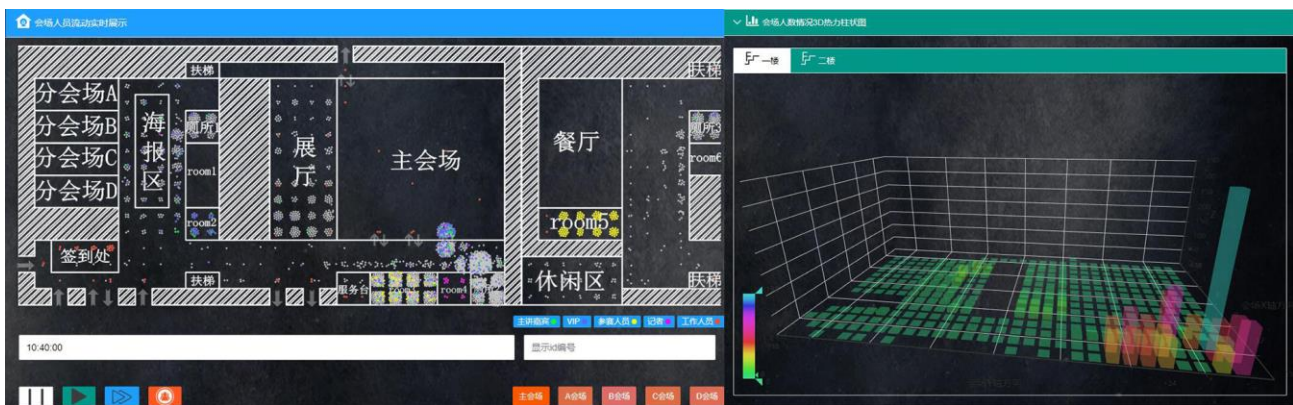 会场人员流动实时展示
扶梯
扶梯
分会场A
分会场B
分会场C
分会场D
海报区
厕所1
room1
room2
展厅
主会场
餐厅
厕所3
room6
room5
签到处
扶梯
服务台
room3
room4
休闲区
扶梯
主讲嘉宾
VIP
参展人员
记者
工作人员
10:40:00
显示id编号
主会场
A会场
B会场
C会场
D会场
会场人数情况3D热力柱状图
一楼
二楼